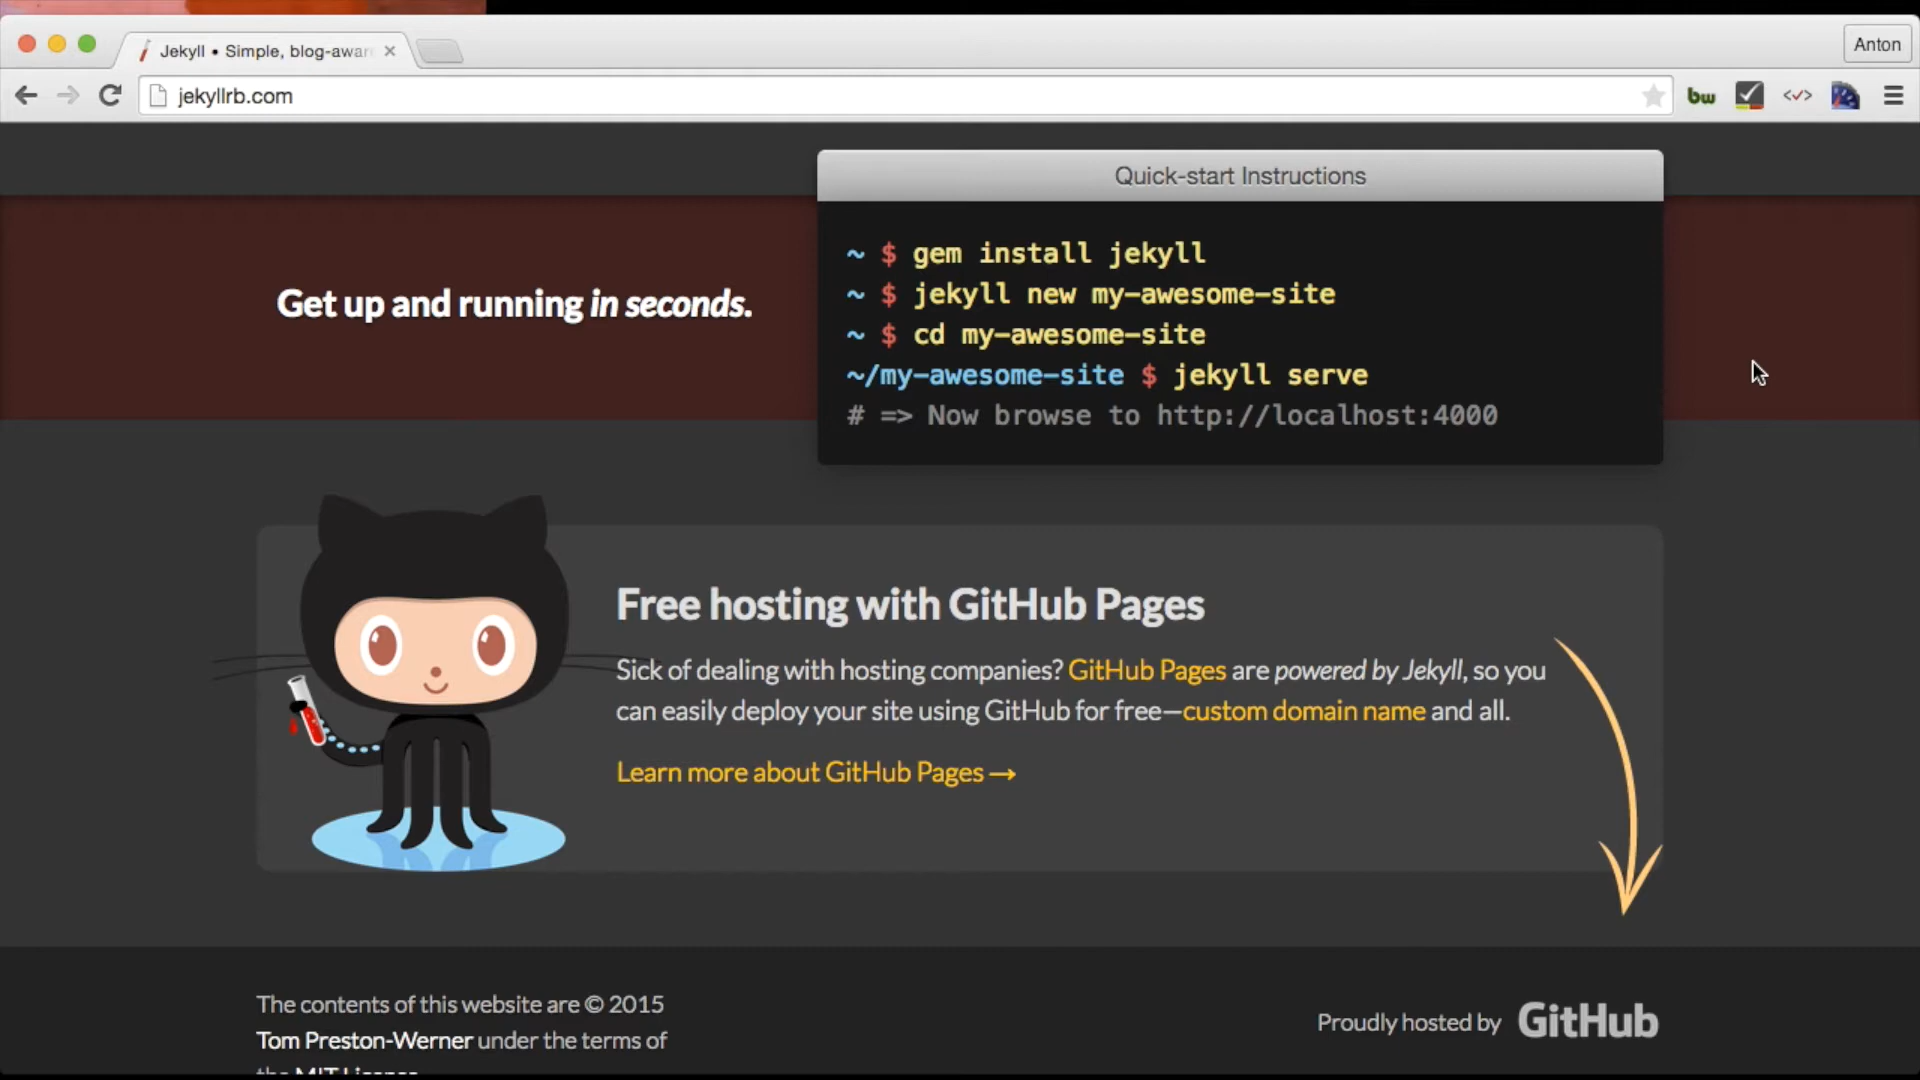 Jekyll • Simple, blog-awar
Anton
jekyllrb.com
bw
Quick-start Instructions
~ $ gem install jekyll
~ $ jekyll new my-awesome-site
~ $ cd my-awesome-site
~/my-awesome-site $ jekyll serve
# => Now browse to http://localhost:4000
Get up and running in seconds.
Free hosting with GitHub Pages
Sick of dealing with hosting companies? GitHub Pages are powered by Jekyll, so you
can easily deploy your site using GitHub for free—custom domain name and all.
Learn more about GitHub Pages →
The contents of this website are © 2015
Tom Preston-Werner under the terms of
the MIT License
Proudly hosted by GitHub